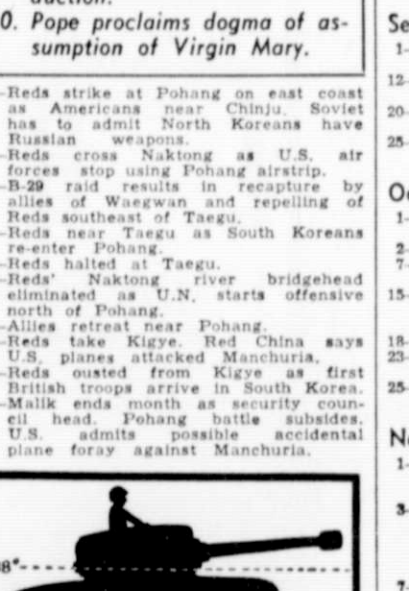 auction.
0. Pope proclaims dogma of as-
sumption of Virgin Mary.
-Reds strike at Pohang on east coast
as Americans near Chinju. Soviet
has to admit North Koreans have
Russian weapons.
-Reds cross Naktong as U.S. air
forces stop using Pohang airstrip.
-B-29 raid results in recapture by
allies of Waegwan and repelling of
Reds southeast of Taegu.
-Reds near Taegu as South Koreans
re-enter Pohang.
-Reds halted at Taegu.
-Reds' Naktong river bridgehead
eliminated as U.N. starts offensive
north of Pohang.
-Allies retreat near Pohang.
-Reds take Kigye. Red China says
U.S. planes attacked Manchuria.
-Reds ousted from Kigye as first
British troops arrive in South Korea.
-Malik ends month as security coun-
cil head. Pohang battle subsides.
U.S. admits possible accidental
plane foray against Manchuria.
8°
Se
1-
12-
20-
25-
Oc
1-
2-
7-
15-
18-
23-
25-
No
1-
3-
7-